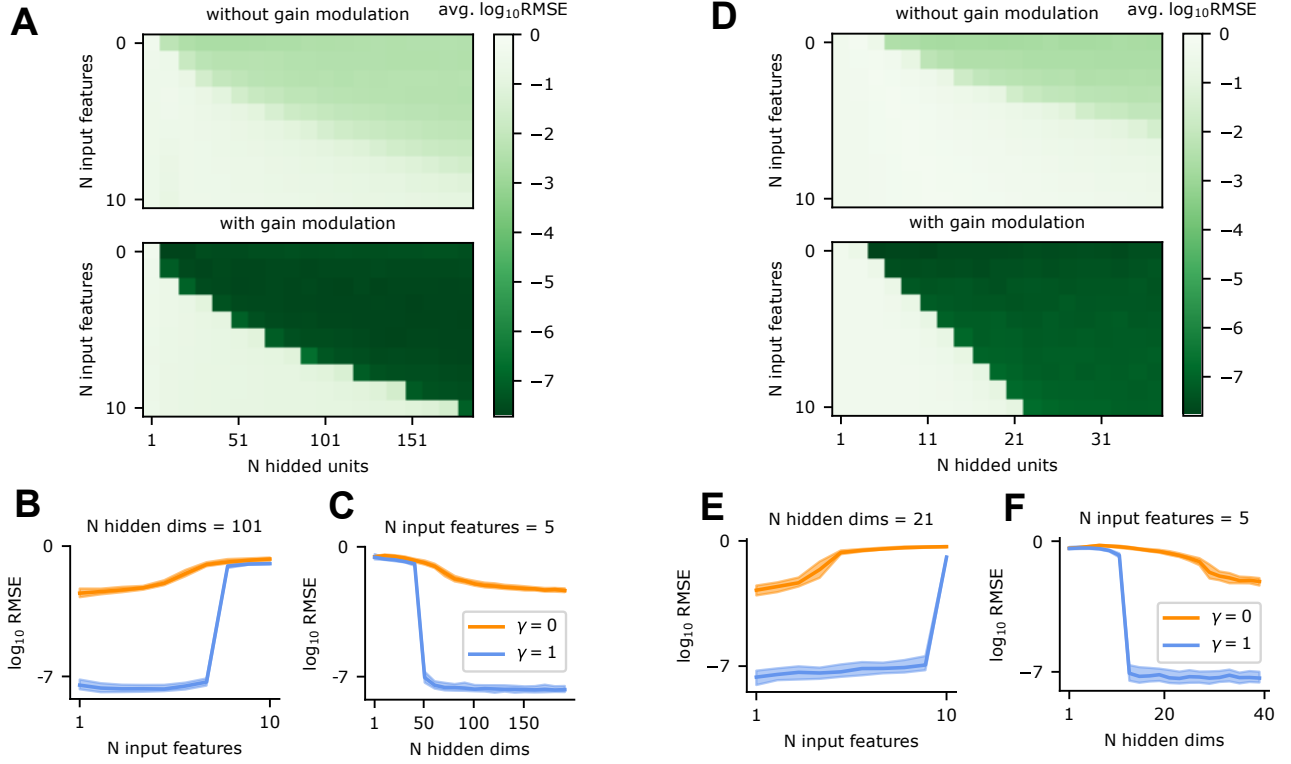 A
without gain modulation
avg. log₁₀RMSE
0
10
N input features
with gain modulation
0
10
N input features
1
51
101
151
N hidded units
0
−1
−2
−3
−4
−5
−6
−7
B
N hidden dims = 101
0
−7
log₁₀ RMSE
1
10
N input features
C
N input features = 5
0
−7
γ = 0
γ = 1
1
50
100
150
N hidden dims
D
without gain modulation
avg. log₁₀RMSE
0
10
N input features
with gain modulation
0
10
N input features
1
11
21
31
N hidded units
0
−1
−2
−3
−4
−5
−6
−7
E
N hidden dims = 21
0
−7
log₁₀ RMSE
1
10
N input features
F
N input features = 5
0
−7
γ = 0
γ = 1
1
20
40
N hidden dims